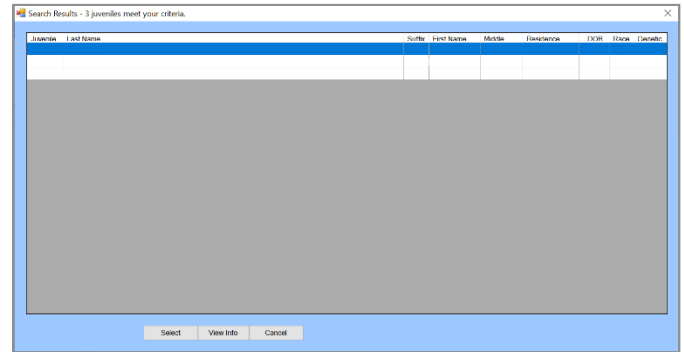 Search Results - 3 juveniles meet your criteria.
Juvenile Last Name Suffix First Name Middle Residence DOB Race Genetic
Select View Info Cancel